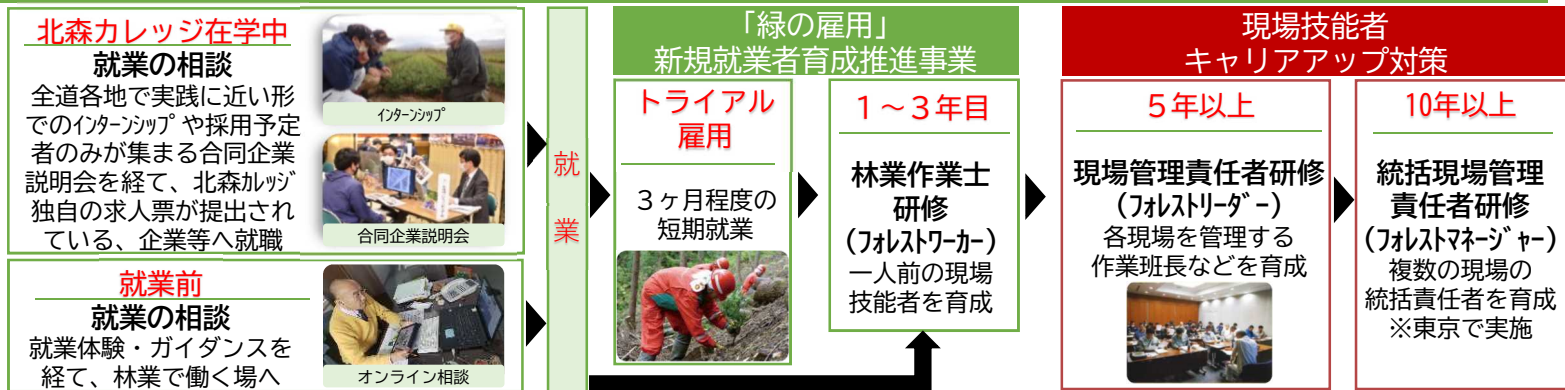 北森カレッジ在学中
就業の相談
全道各地で実践に近い形
でのｲﾝﾀｰﾝｼｯﾌﾟや採用予定
者のみが集まる合同企業
説明会を経て、北森ｶﾚｯｼﾞ
独自の求人票が提出され
ている、企業等へ就職
ｲﾝﾀｰﾝｼｯﾌﾟ
合同企業説明会
就業前
就業の相談
就業体験・ガイダンスを
経て、林業で働く場へ
オンライン相談
就
業
「緑の雇用」
新規就業者育成推進事業
トライアル
雇用
３ヶ月程度の
短期就業
１～３年目
林業作業士
研修
(ﾌｫﾚｽﾄﾜｰｶｰ)
一人前の現場
技能者を育成
現場技能者
キャリアアップ対策
５年以上
現場管理責任者研修
(ﾌｫﾚｽﾄﾘｰﾀﾞｰ)
各現場を管理する
作業班長などを育成
10年以上
統括現場管理
責任者研修
(ﾌｫﾚｽﾄﾏﾈｰｼﾞｬｰ)
複数の現場の
統括責任者を育成
※東京で実施